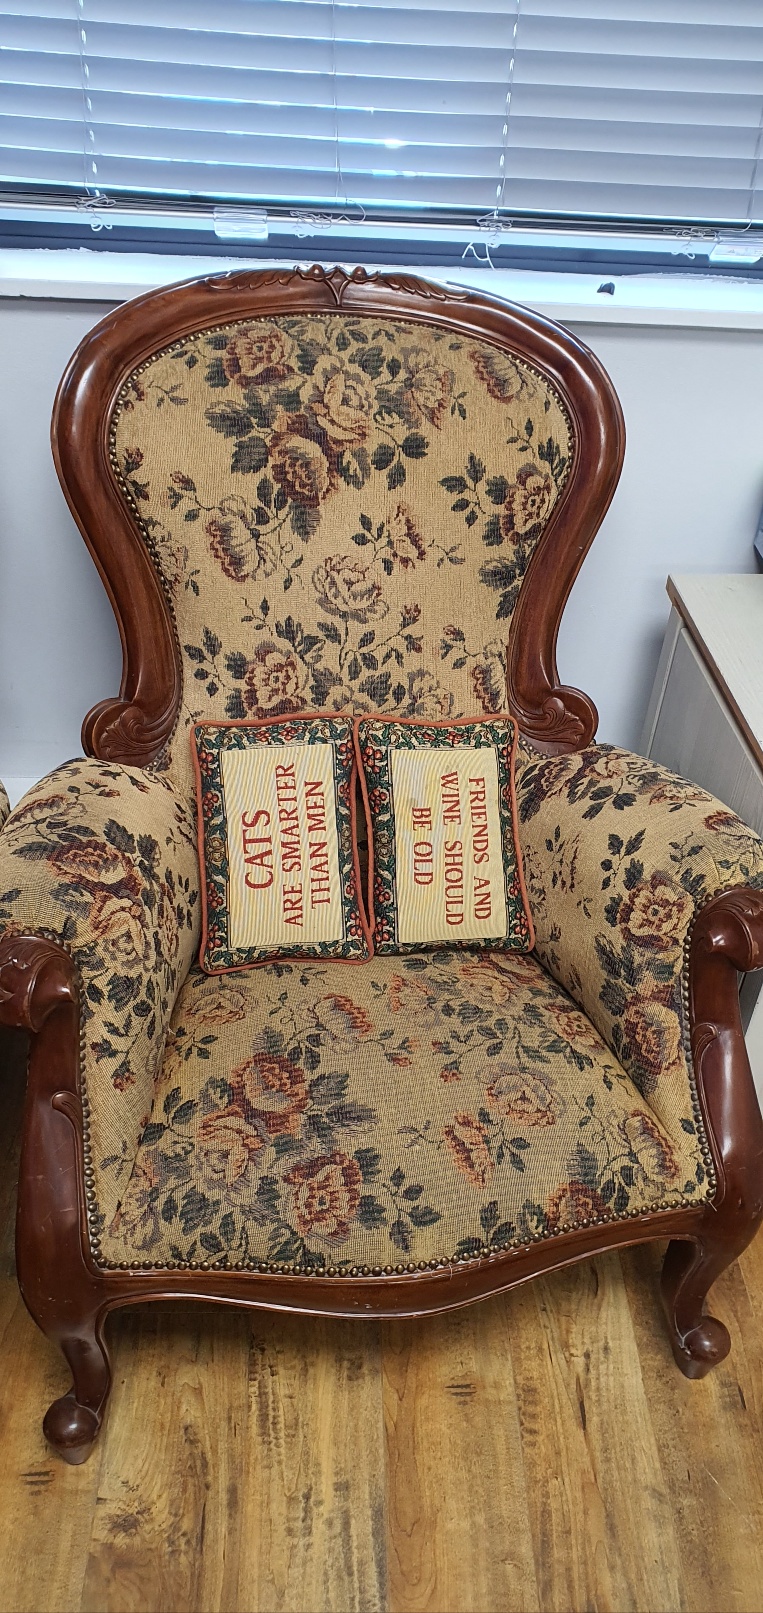 CATS
ARE SMARTER
THAN MEN
FRIENDS AND
WINE SHOULD
BE OLD